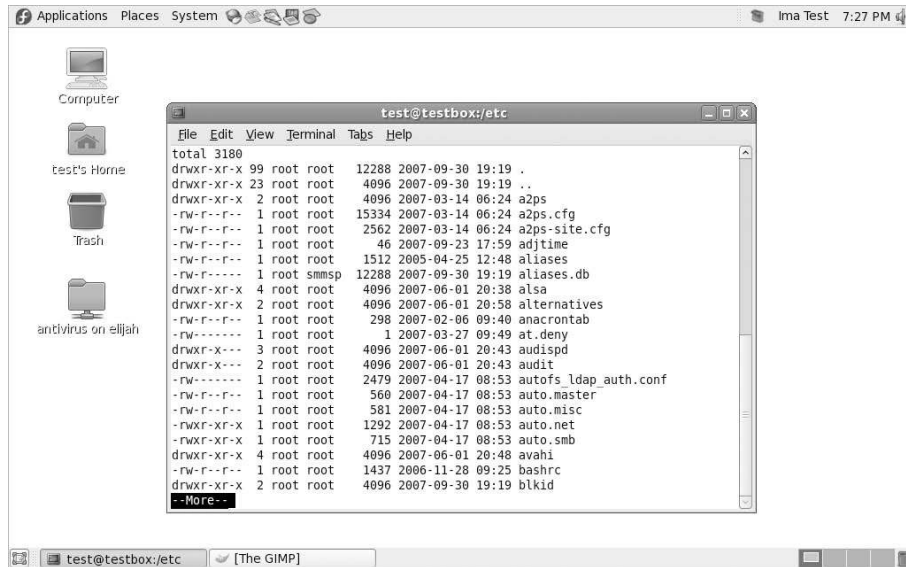 Applications Places System Ima Test 7:27 PM
Computer
test's Home
Trash
antivirus on elijah
test@testbox:/etc
File Edit View Terminal Tabs Help
total 3180
drwxr-xr-x 99 root root 12288 2007-09-30 19:19 .
drwxr-xr-x 23 root root 4096 2007-09-30 19:19 ..
drwxr-xr-x 2 root root 4096 2007-03-14 06:24 a2ps
-rw-r--r-- 1 root root 15334 2007-03-14 06:24 a2ps.cfg
-rw-r--r-- 1 root root 2562 2007-03-14 06:24 a2ps-site.cfg
-rw-r--r-- 1 root root 46 2007-09-23 17:59 adjtime
-rw-r--r-- 1 root root 1512 2005-04-25 12:48 aliases
-rw-r----- 1 root smmsp 12288 2007-09-30 19:19 aliases.db
drwxr-xr-x 4 root root 4096 2007-06-01 20:38 alsa
drwxr-xr-x 2 root root 4096 2007-06-01 20:58 alternatives
-rw-r--r-- 1 root root 298 2007-02-06 09:40 anacrontab
-rw------- 1 root root 1 2007-03-27 09:49 at.deny
drwxr-x--- 3 root root 4096 2007-06-01 20:43 audispd
drwxr-x--- 2 root root 4096 2007-06-01 20:43 audit
-rw------- 1 root root 2479 2007-04-17 08:53 autofs_ldap_auth.conf
-rw-r--r-- 1 root root 560 2007-04-17 08:53 auto.master
-rw-r--r-- 1 root root 581 2007-04-17 08:53 auto.misc
-rwxr-xr-x 1 root root 1292 2007-04-17 08:53 auto.net
-rwxr-xr-x 1 root root 715 2007-04-17 08:53 auto.smb
drwxr-xr-x 4 root root 4096 2007-06-01 20:48 avahi
-rw-r--r-- 1 root root 1437 2006-11-28 09:25 bashrc
drwxr-xr-x 2 root root 4096 2007-09-30 19:19 blkid
--More--
test@testbox:/etc [The GIMP]